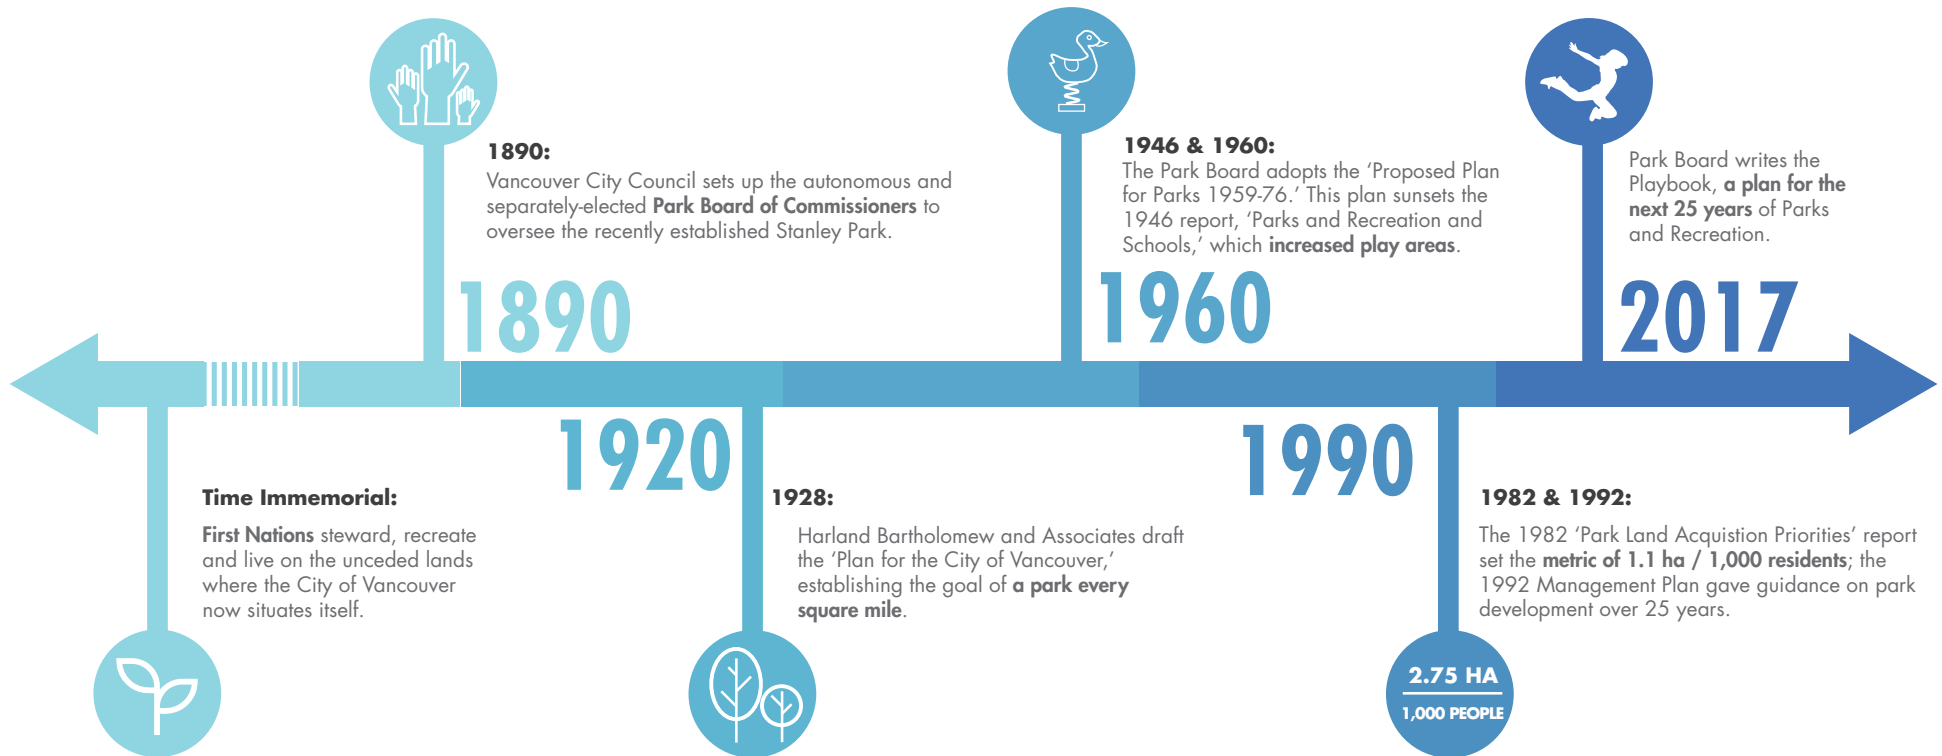 1890:
Vancouver City Council sets up the autonomous and
separately-elected Park Board of Commissioners to
oversee the recently established Stanley Park.
1890
1946 & 1960:
The Park Board adopts the ‘Proposed Plan
for Parks 1959-76.’ This plan sunsets the
1946 report, ‘Parks and Recreation and
Schools,’ which increased play areas.
1960
Park Board writes the
Playbook, a plan for the
next 25 years of Parks
and Recreation.
2017
Time Immemorial:
First Nations steward, recreate
and live on the unceded lands
where the City of Vancouver
now situates itself.
1920
1928:
Harland Bartholomew and Associates draft
the ‘Plan for the City of Vancouver,’
establishing the goal of a park every
square mile.
1990
1982 & 1992:
The 1982 ‘Park Land Acquistion Priorities’ report
set the metric of 1.1 ha / 1,000 residents; the
1992 Management Plan gave guidance on park
development over 25 years.
2.75 HA
1,000 PEOPLE